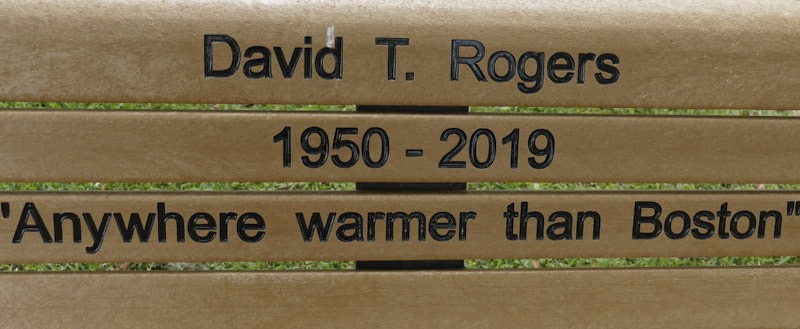 David T. Rogers
1950 - 2019
"Anywhere warmer than Boston"